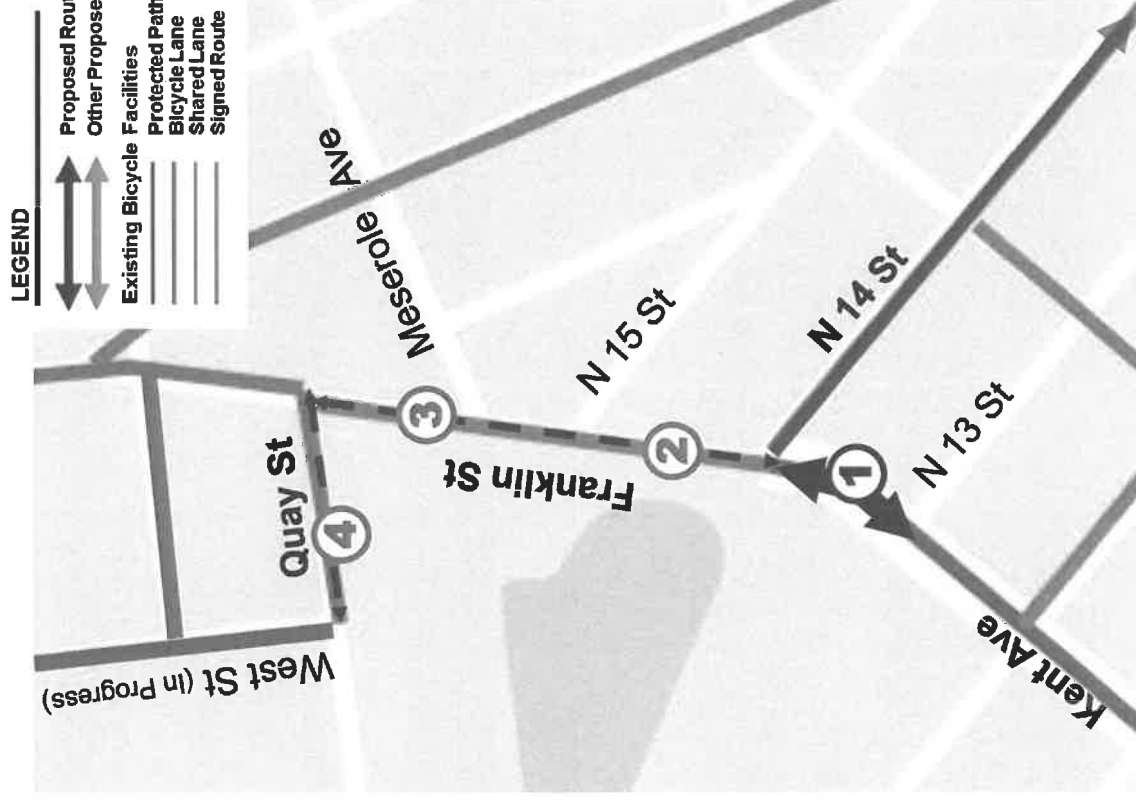 LEGEND
Proposed Rou
Other Propose
Existing Bicycle Facilities
Protected Path
Bicycle Lane
Shared Lane
Signed Route
Meserole Ave
N 15 St
N 14 St
N 13 St
Franklin St
Quay St
West St (In Progress)
Kent Ave
1
2
3
4